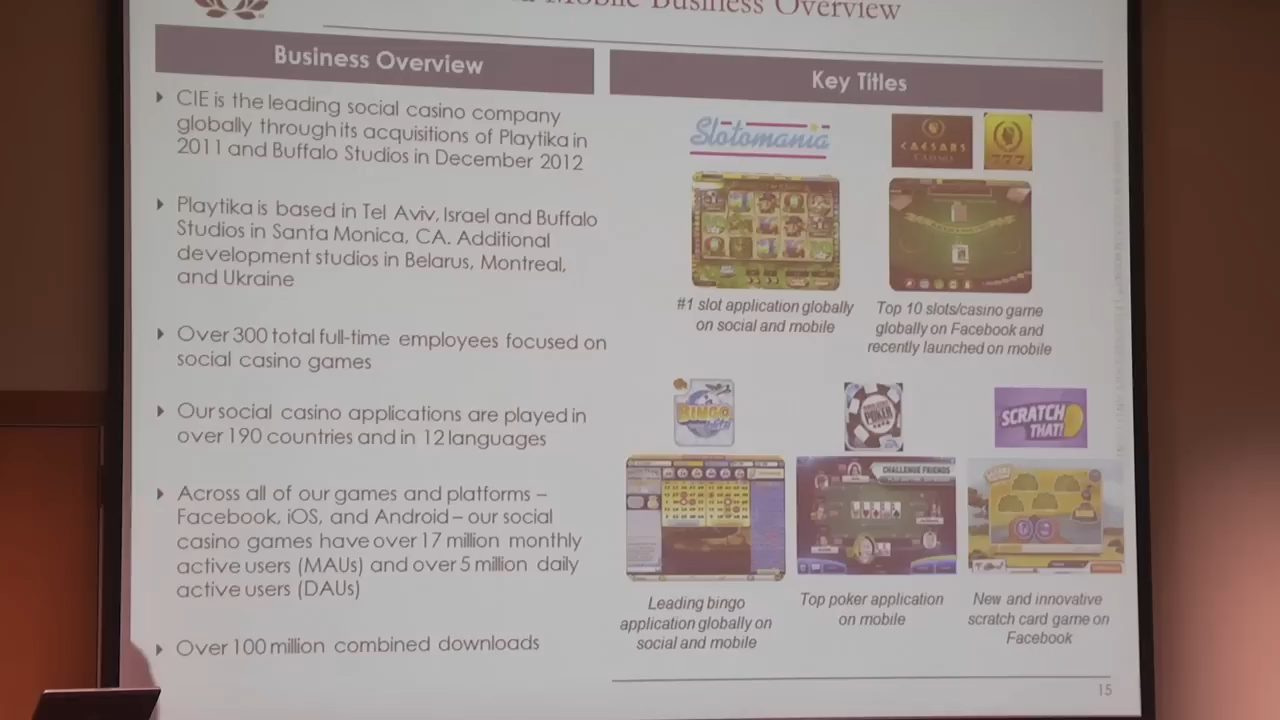 Mobile Business Overview
Business Overview
CIE is the leading social casino company
globally through its acquisitions of Playtika in
2011 and Buffalo Studios in December 2012
Playtika is based in Tel Aviv, Israel and Buffalo
Studios in Santa Monica, CA. Additional
development studios in Belarus, Montreal,
and Ukraine
Over 300 total full-time employees focused on
social casino games
Our social casino applications are played in
over 190 countries and in 12 languages
Across all of our games and platforms –
Facebook, iOS, and Android – our social
casino games have over 17 million monthly
active users (MAUs) and over 5 million daily
active users (DAUs)
Over 100 million combined downloads
Key Titles
Slotomania
CAESARS
CASINO
777
#1 slot application globally
on social and mobile
Top 10 slots/casino game
globally on Facebook and
recently launched on mobile
BINGO
POKER
SCRATCH
THAT!
CHALLENGE FRIENDS
Leading bingo
application globally on
social and mobile
Top poker application
on mobile
New and innovative
scratch card game on
Facebook
15